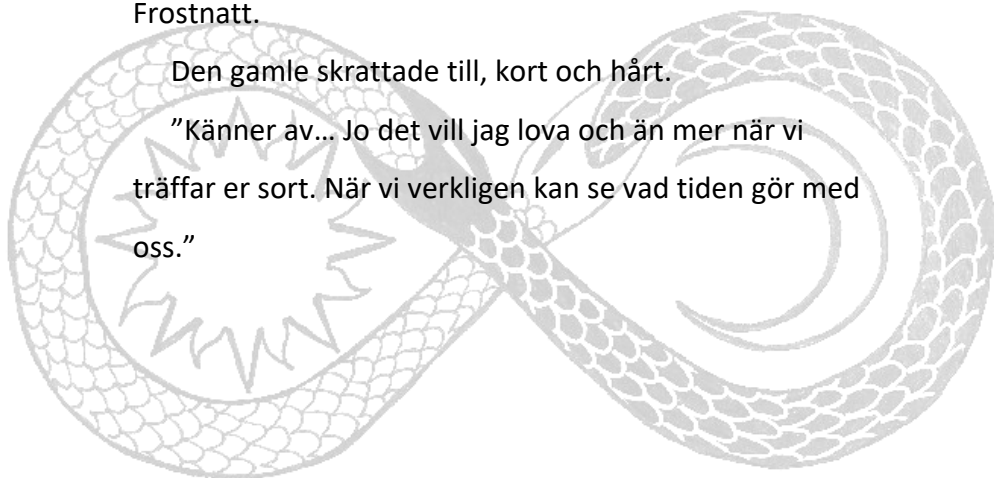 Frostnatt.
Den gamle skrattade till, kort och hårt.
”Känner av… Jo det vill jag lova och än mer när vi
träffar er sort. När vi verkligen kan se vad tiden gör med
oss.”